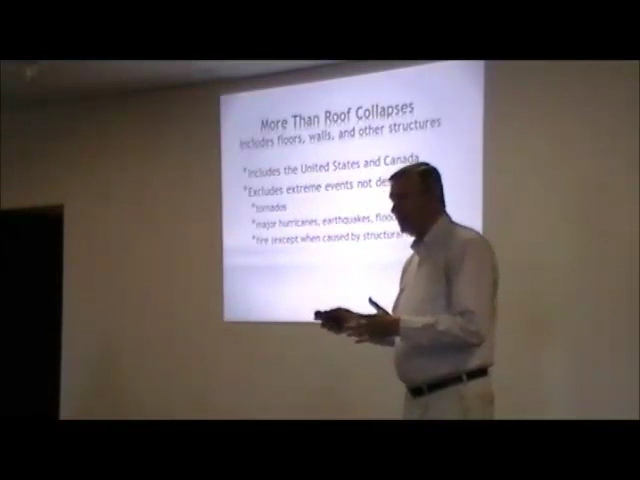 More Than Roof Collapses
Includes floors, walls, and other structures
*Includes the United States and Canada
*Excludes extreme events not
*tornados
*major hurricanes, earthquakes,
*fire (except when caused by structural